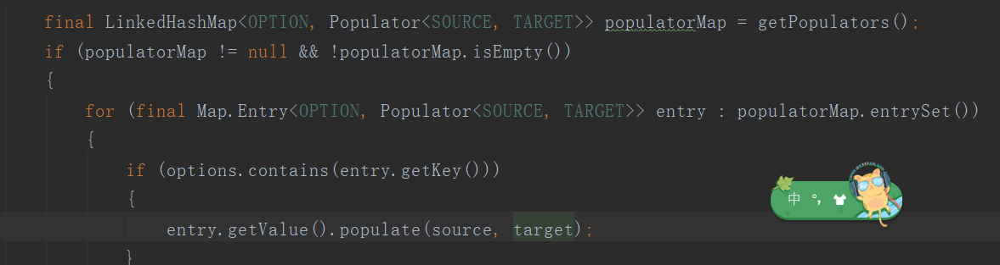 final LinkedHashMap<OPTION, Populator<SOURCE, TARGET>> populatorMap = getPopulators();
if (populatorMap != null && !populatorMap.isEmpty())
{
for (final Map.Entry<OPTION, Populator<SOURCE, TARGET>> entry : populatorMap.entrySet())
{
if (options.contains(entry.getKey()))
{
中 °,
entry.getValue().populate(source, target);
}